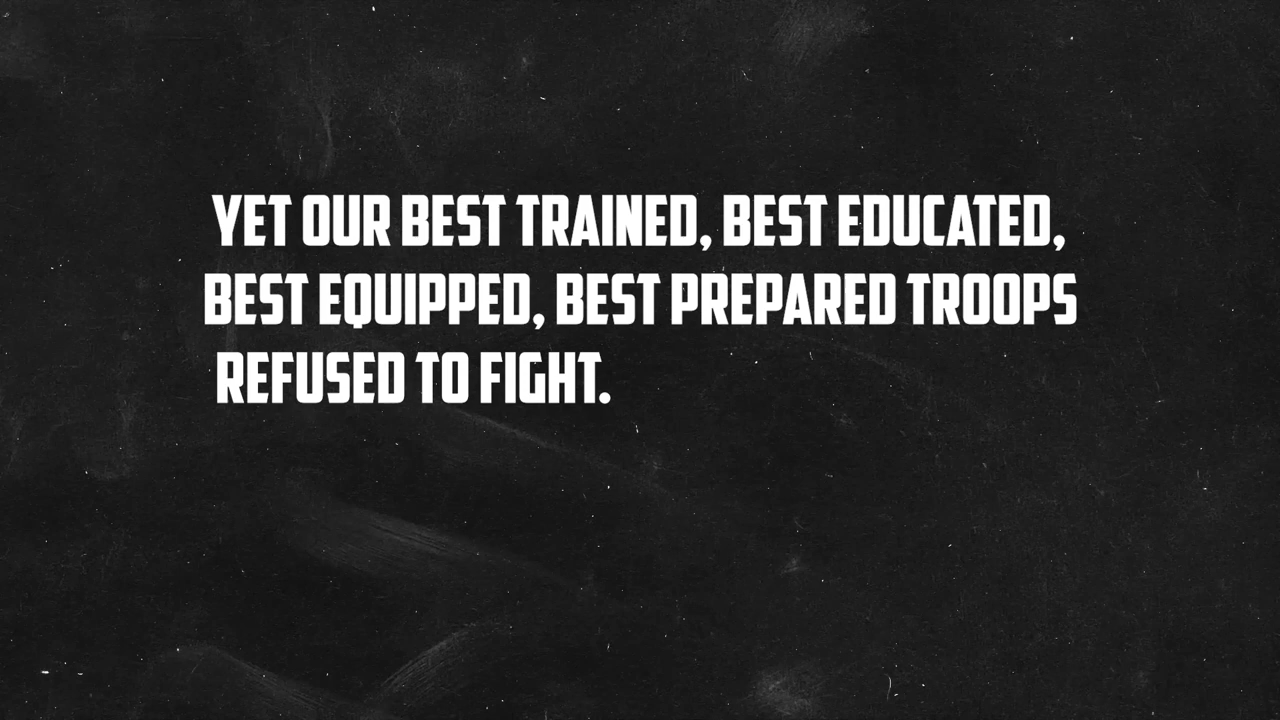 YET OUR BEST TRAINED, BEST EDUCATED,
BEST EQUIPPED, BEST PREPARED TROOPS
REFUSED TO FIGHT.